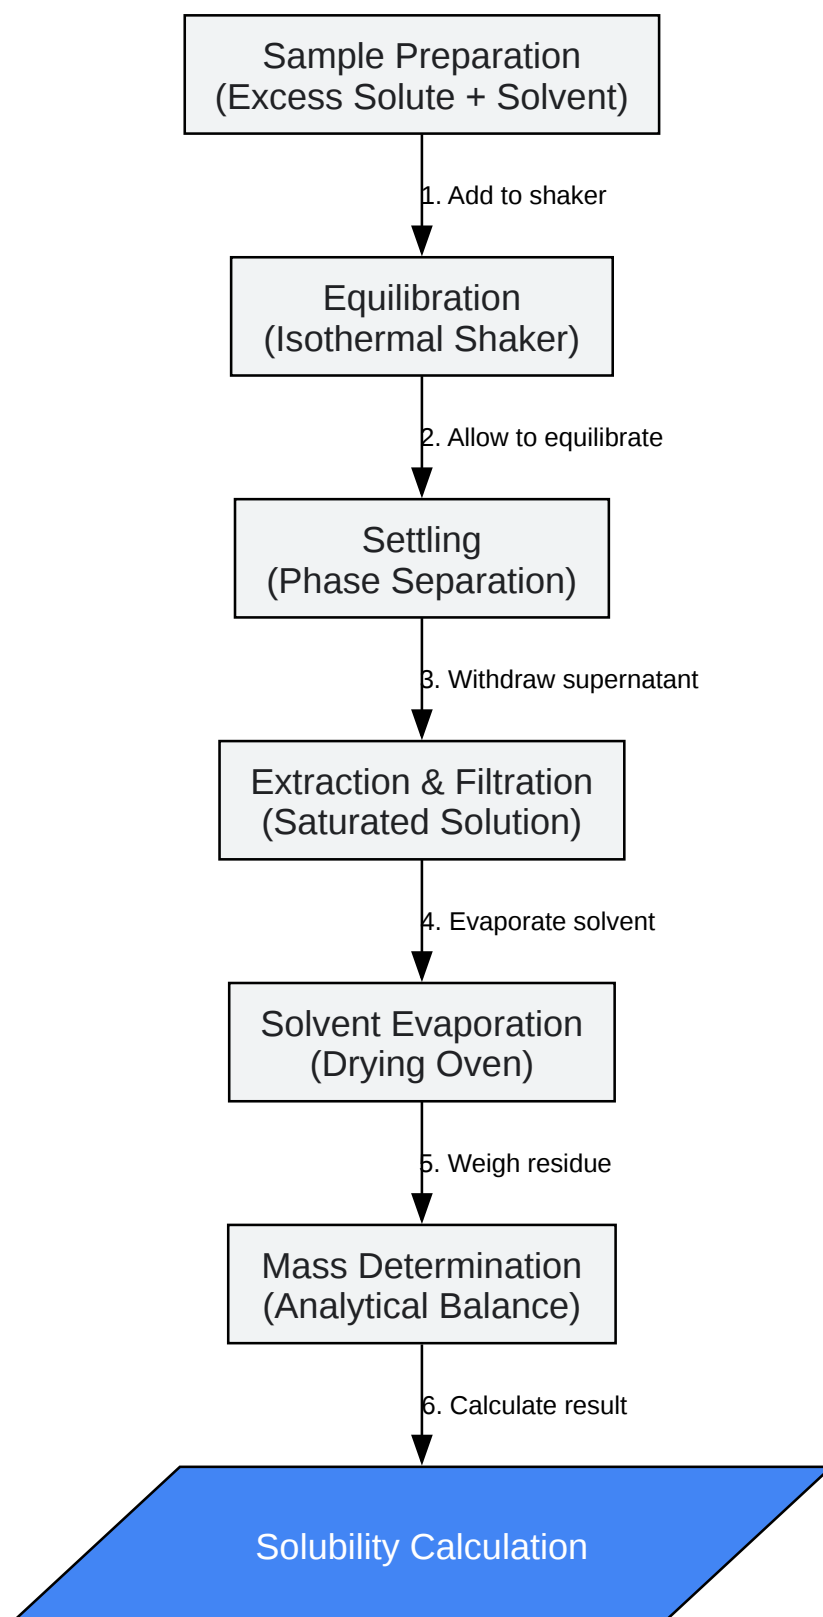 Sample Preparation
(Excess Solute + Solvent)
1. Add to shaker
Equilibration
(Isothermal Shaker)
2. Allow to equilibrate
Settling
(Phase Separation)
3. Withdraw supernatant
Extraction & Filtration
(Saturated Solution)
4. Evaporate solvent
Solvent Evaporation
(Drying Oven)
5. Weigh residue
Mass Determination
(Analytical Balance)
6. Calculate result
Solubility Calculation